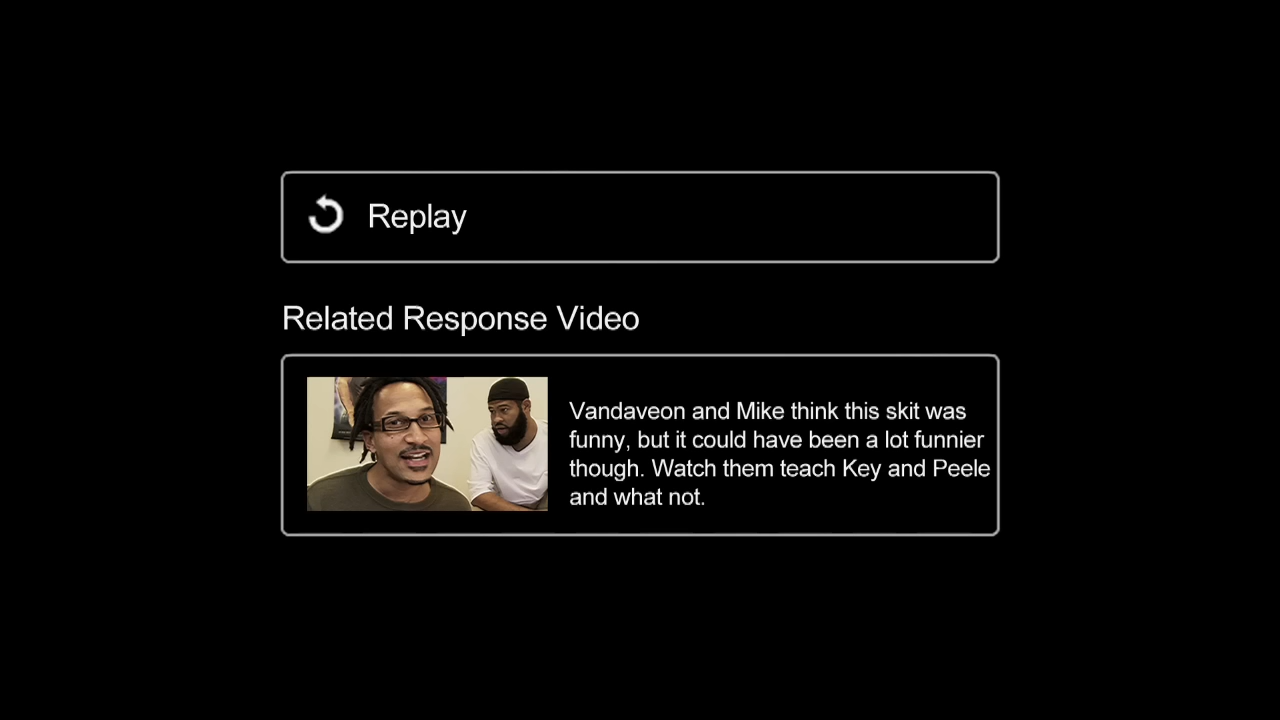 Replay
Related Response Video
Vandaveon and Mike think this skit was
funny, but it could have been a lot funnier
though. Watch them teach Key and Peele
and what not.